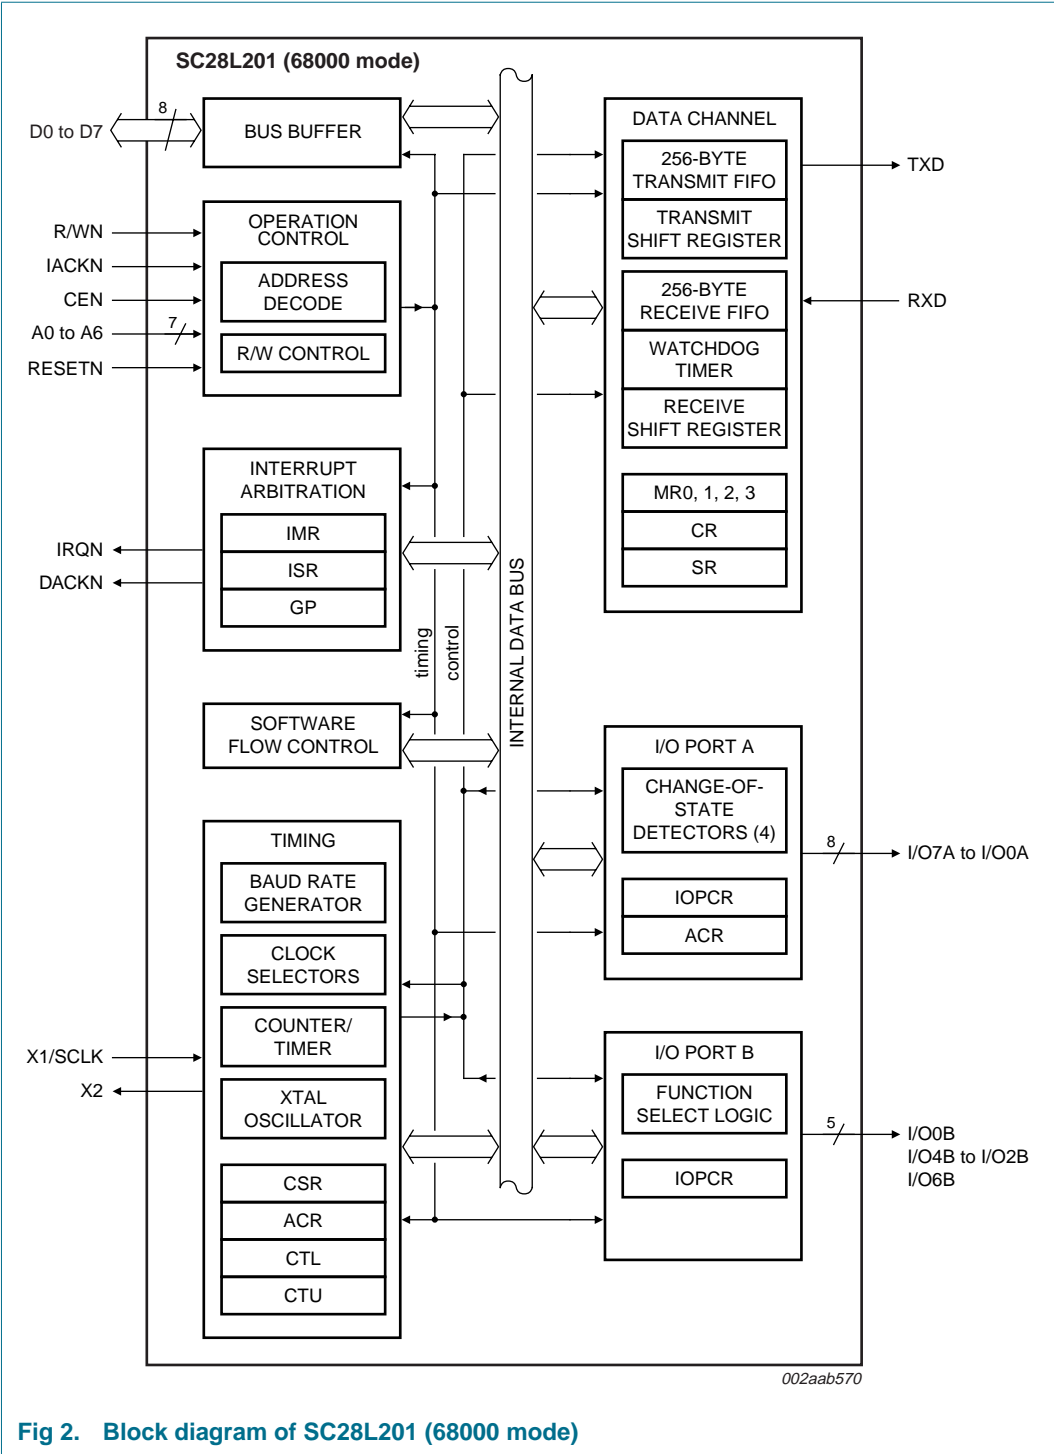 SC28L201 (68000 mode)
D0 to D7
8
BUS BUFFER
R/WN
IACKN
CEN
A0 to A6
7
RESETN
OPERATION
CONTROL
ADDRESS
DECODE
R/W CONTROL
INTERRUPT
ARBITRATION
IMR
ISR
GP
IRQN
DACKN
timing
control
INTERNAL DATA BUS
SOFTWARE
FLOW CONTROL
TIMING
BAUD RATE
GENERATOR
CLOCK
SELECTORS
COUNTER/
TIMER
XTAL
OSCILLATOR
CSR
ACR
CTL
CTU
X1/SCLK
X2
DATA CHANNEL
256-BYTE
TRANSMIT FIFO
TRANSMIT
SHIFT REGISTER
256-BYTE
RECEIVE FIFO
WATCHDOG
TIMER
RECEIVE
SHIFT REGISTER
MR0, 1, 2, 3
CR
SR
TXD
RXD
I/O PORT A
CHANGE-OF-
STATE
DETECTORS (4)
IOPCR
ACR
8
I/O7A to I/O0A
I/O PORT B
FUNCTION
SELECT LOGIC
IOPCR
5
I/O0B
I/O4B to I/O2B
I/O6B
002aab570
Fig 2. Block diagram of SC28L201 (68000 mode)